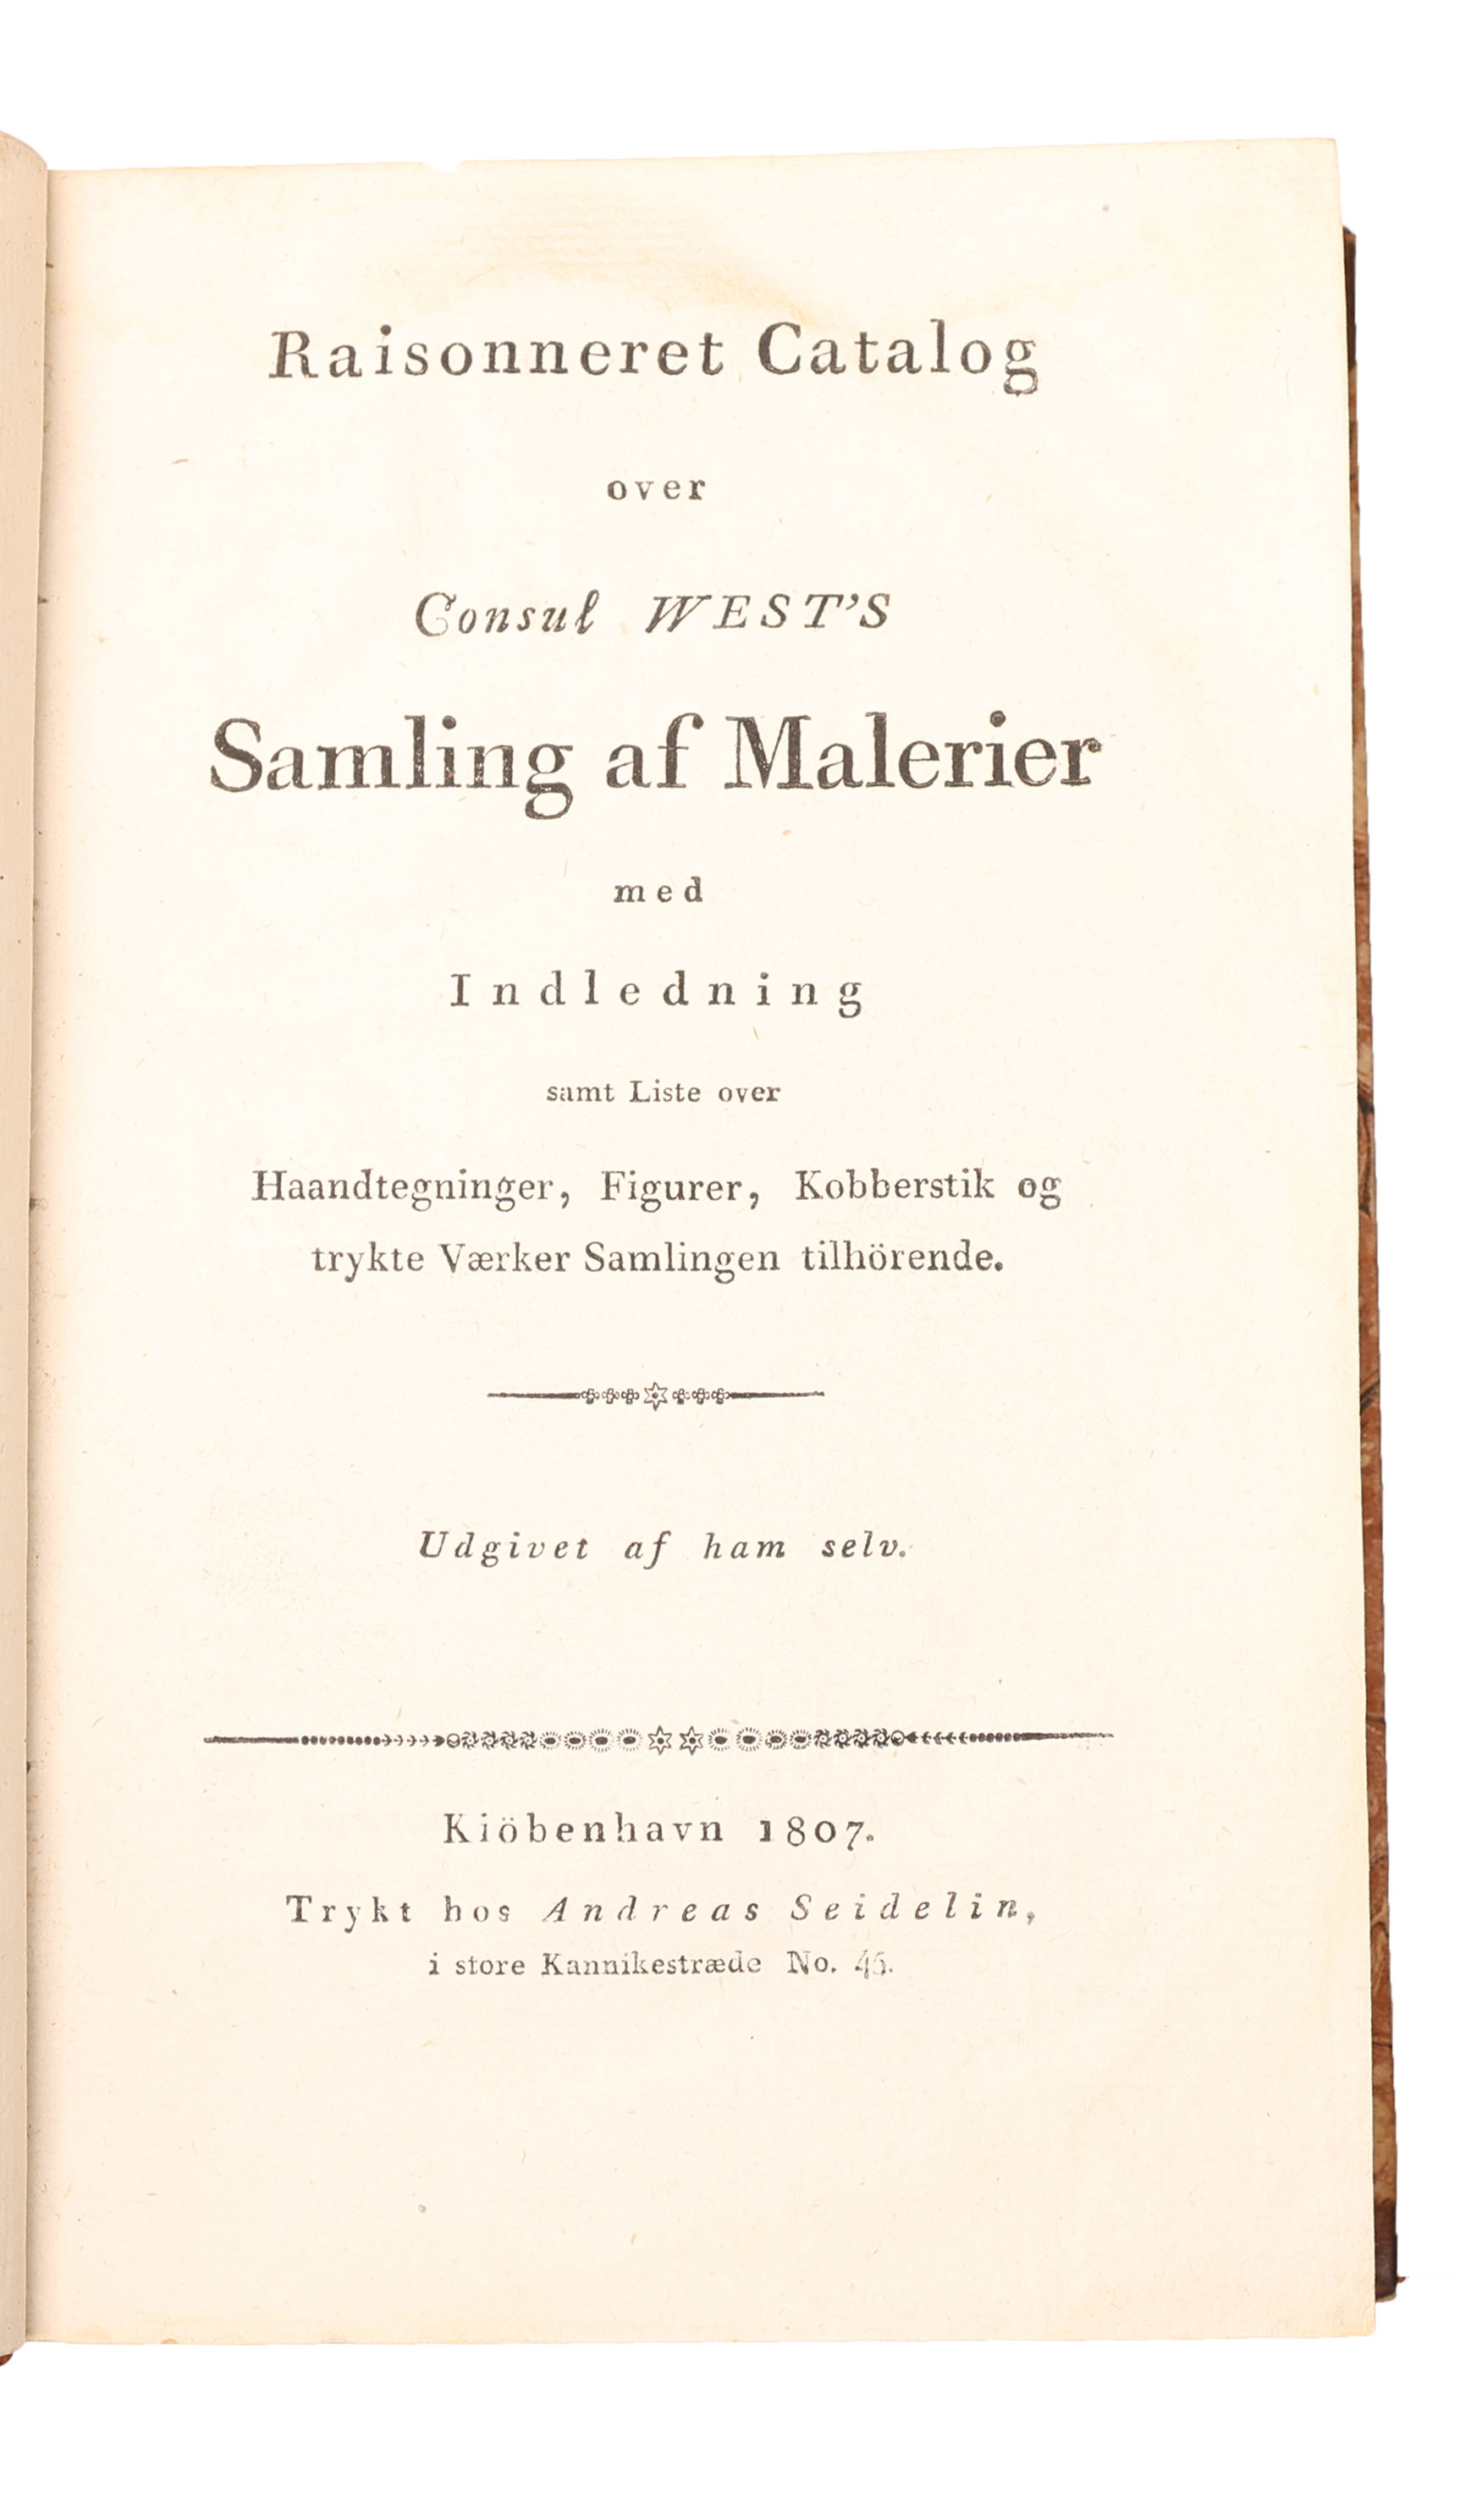 Raisonneret Catalog
over
Consul WEST'S
Samling af Malerier
med
Indledning
samt Liste over
Haandtegninger, Figurer, Kobberstik og
trykte Værker Samlingen tilhörende.
Udgivet af ham selv.
Kiöbenhavn 1807.
Trykt hos Andreas Seidelin,
i store Kannikestræde No.